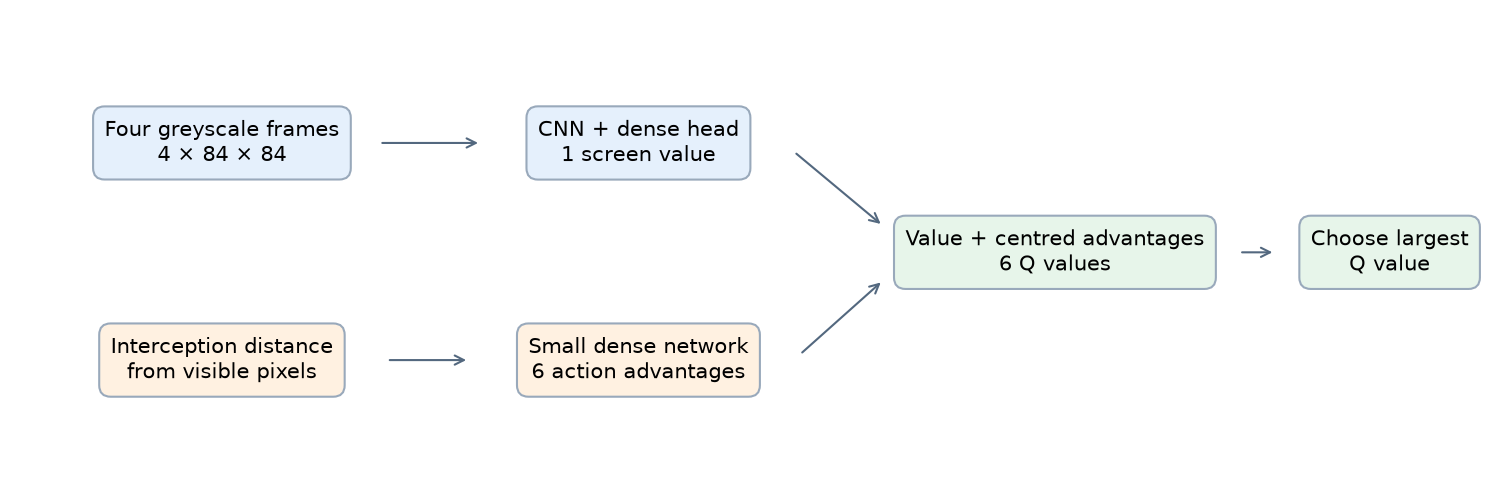 Four greyscale frames
4 × 84 × 84
CNN + dense head
1 screen value
Value + centred advantages
6 Q values
Choose largest
Q value
Interception distance
from visible pixels
Small dense network
6 action advantages